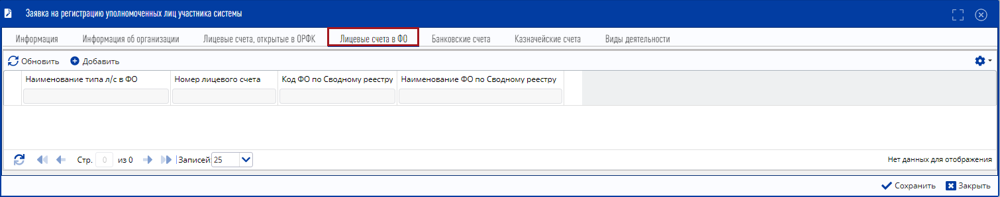 Заявка на регистрацию уполномоченных лиц участника системы
Информация Информация об организации Лицевые счета, открытые в ОРФК Лицевые счета в ФО Банковские счета Казначейские счета Виды деятельности
Обновить Добавить
Наименование типа л/с в ФО Номер лицевого счета Код ФО по Сводному реестру Наименование ФО по Сводному реестру
Стр. 0 из 0 Записей: 25 Нет данных для отображения
Сохранить Закрыть